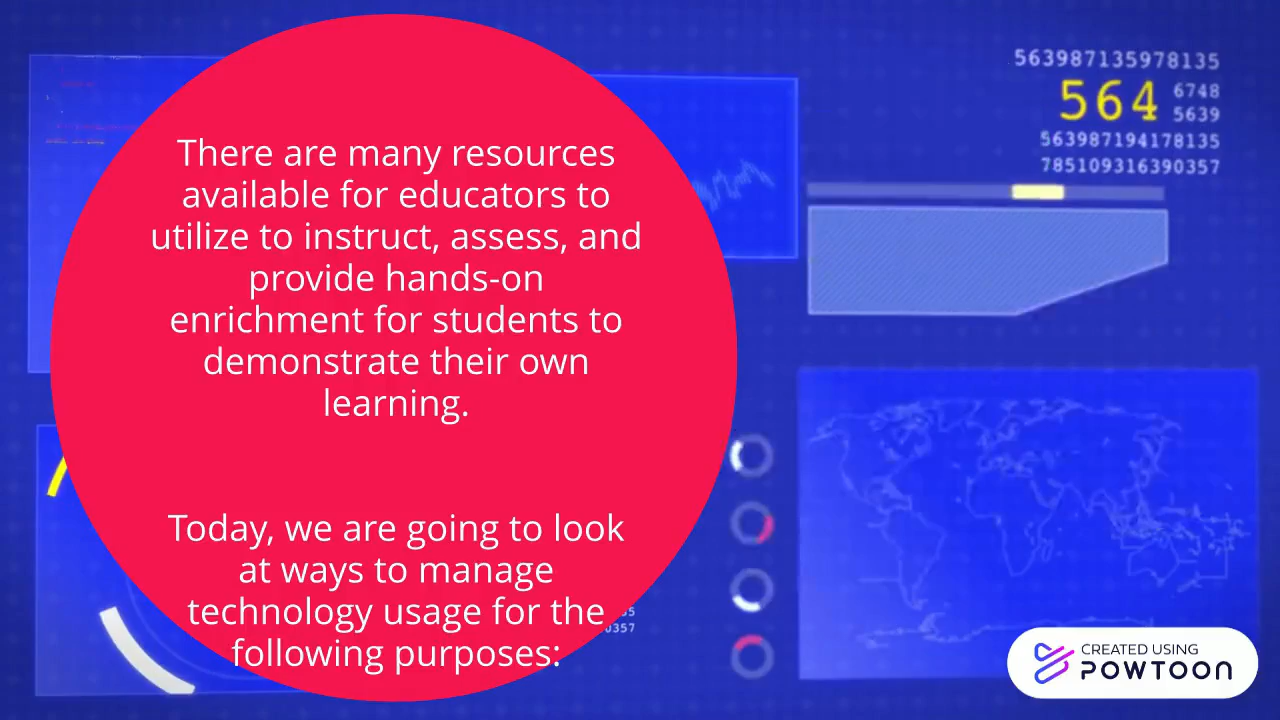 There are many resources
available for educators to
utilize to instruct, assess, and
provide hands-on
enrichment for students to
demonstrate their own
learning.
Today, we are going to look
at ways to manage
technology usage for the
following purposes:
563987135978135
564
6748
5639
563987194178135
785109316390357
CREATED USING
POWTOON